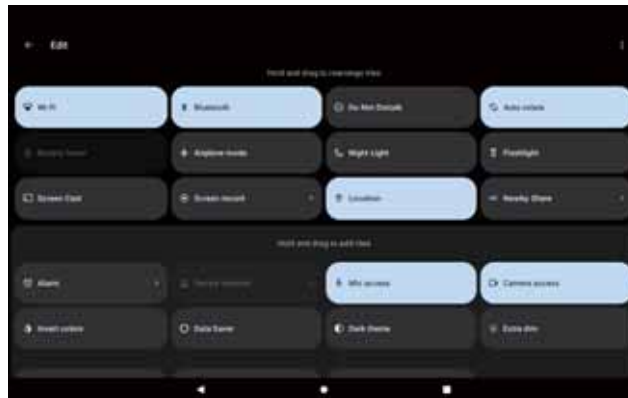 Edit
Hold and drag to rearrange tiles
Wi-Fi
Bluetooth
Do Not Disturb
Auto-rotate
Battery Saver
Airplane mode
Night Light
Flashlight
Screen Cast
Screen record
Location
Nearby Share
Hold and drag to add tiles
Alarm
Mic access
Camera access
Invert colors
Data Saver
Dark theme
Extra dim